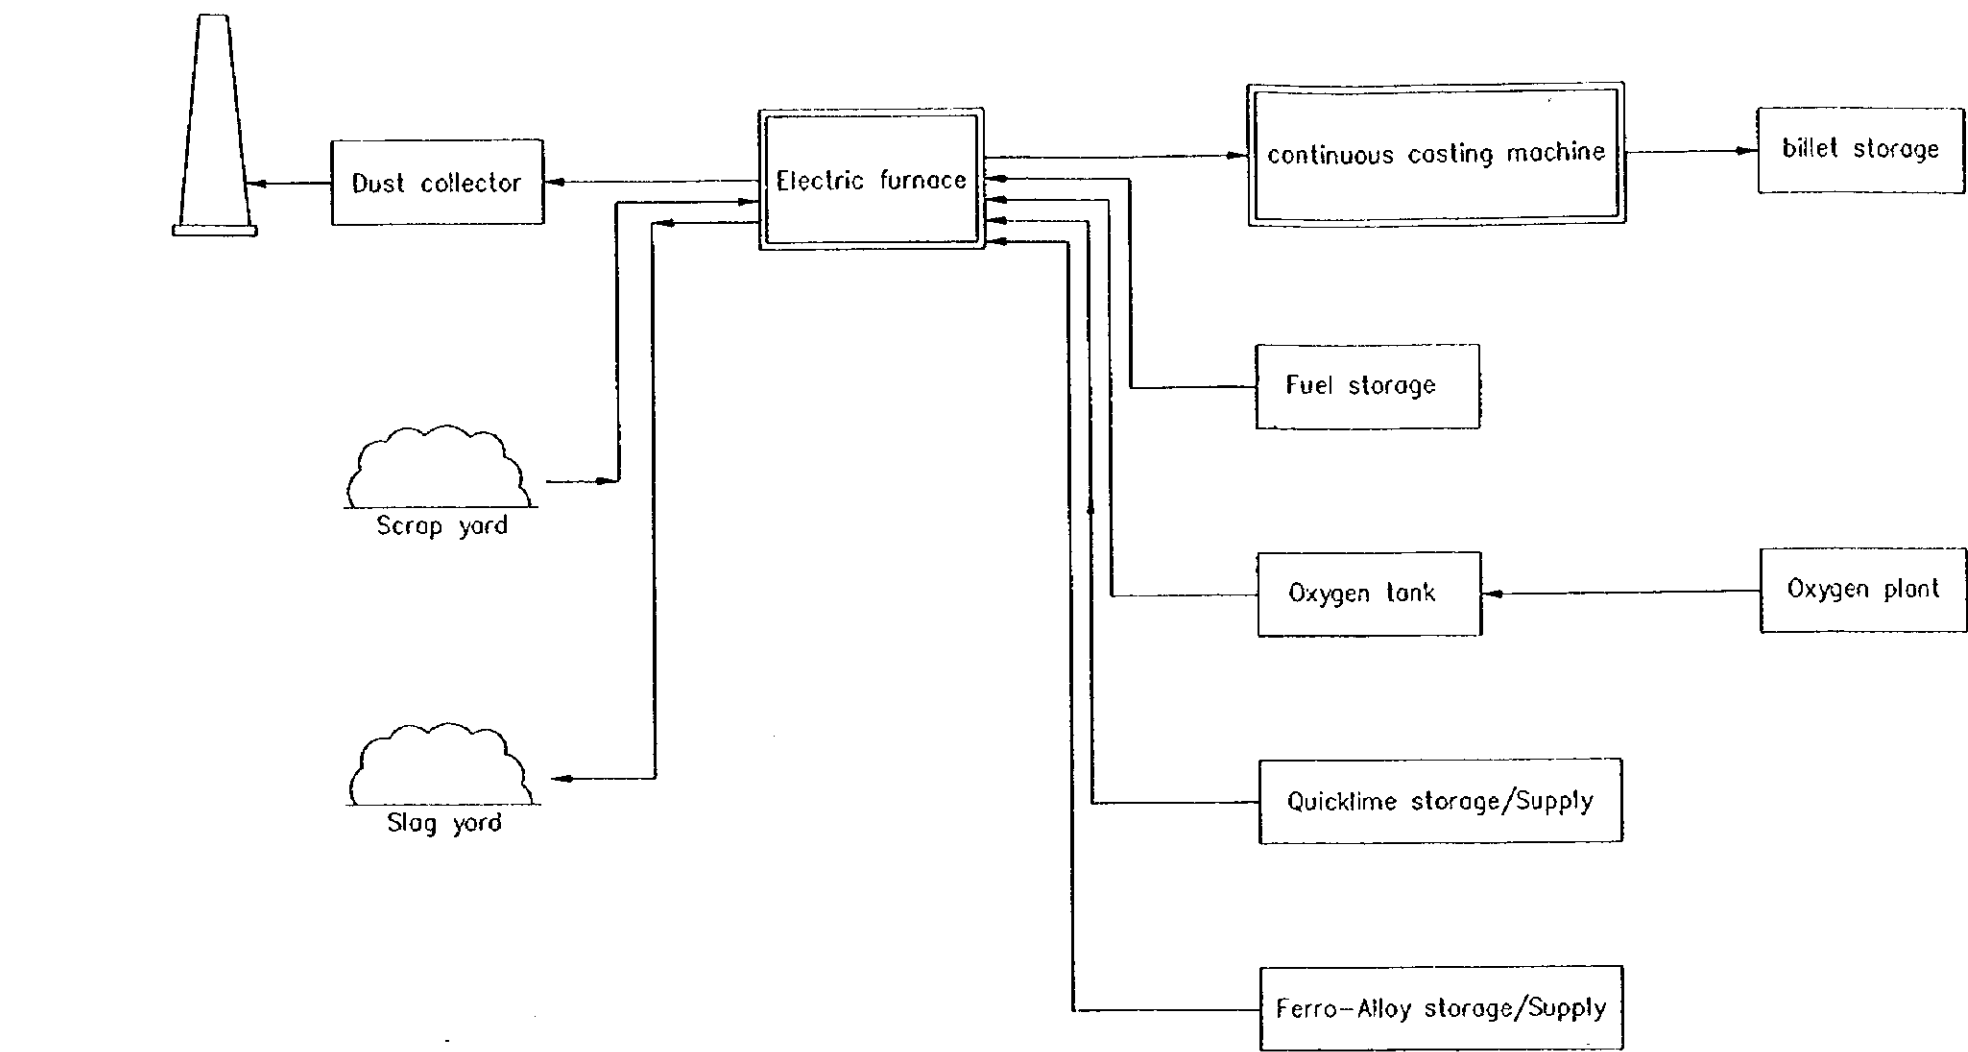 Dust collector
Electric furnace
continuous casting machine
billet storage
Fuel storage
Scrap yard
Oxygen tank
Oxygen plant
Slag yard
Quicklime storage/Supply
Ferro-Alloy storage/Supply